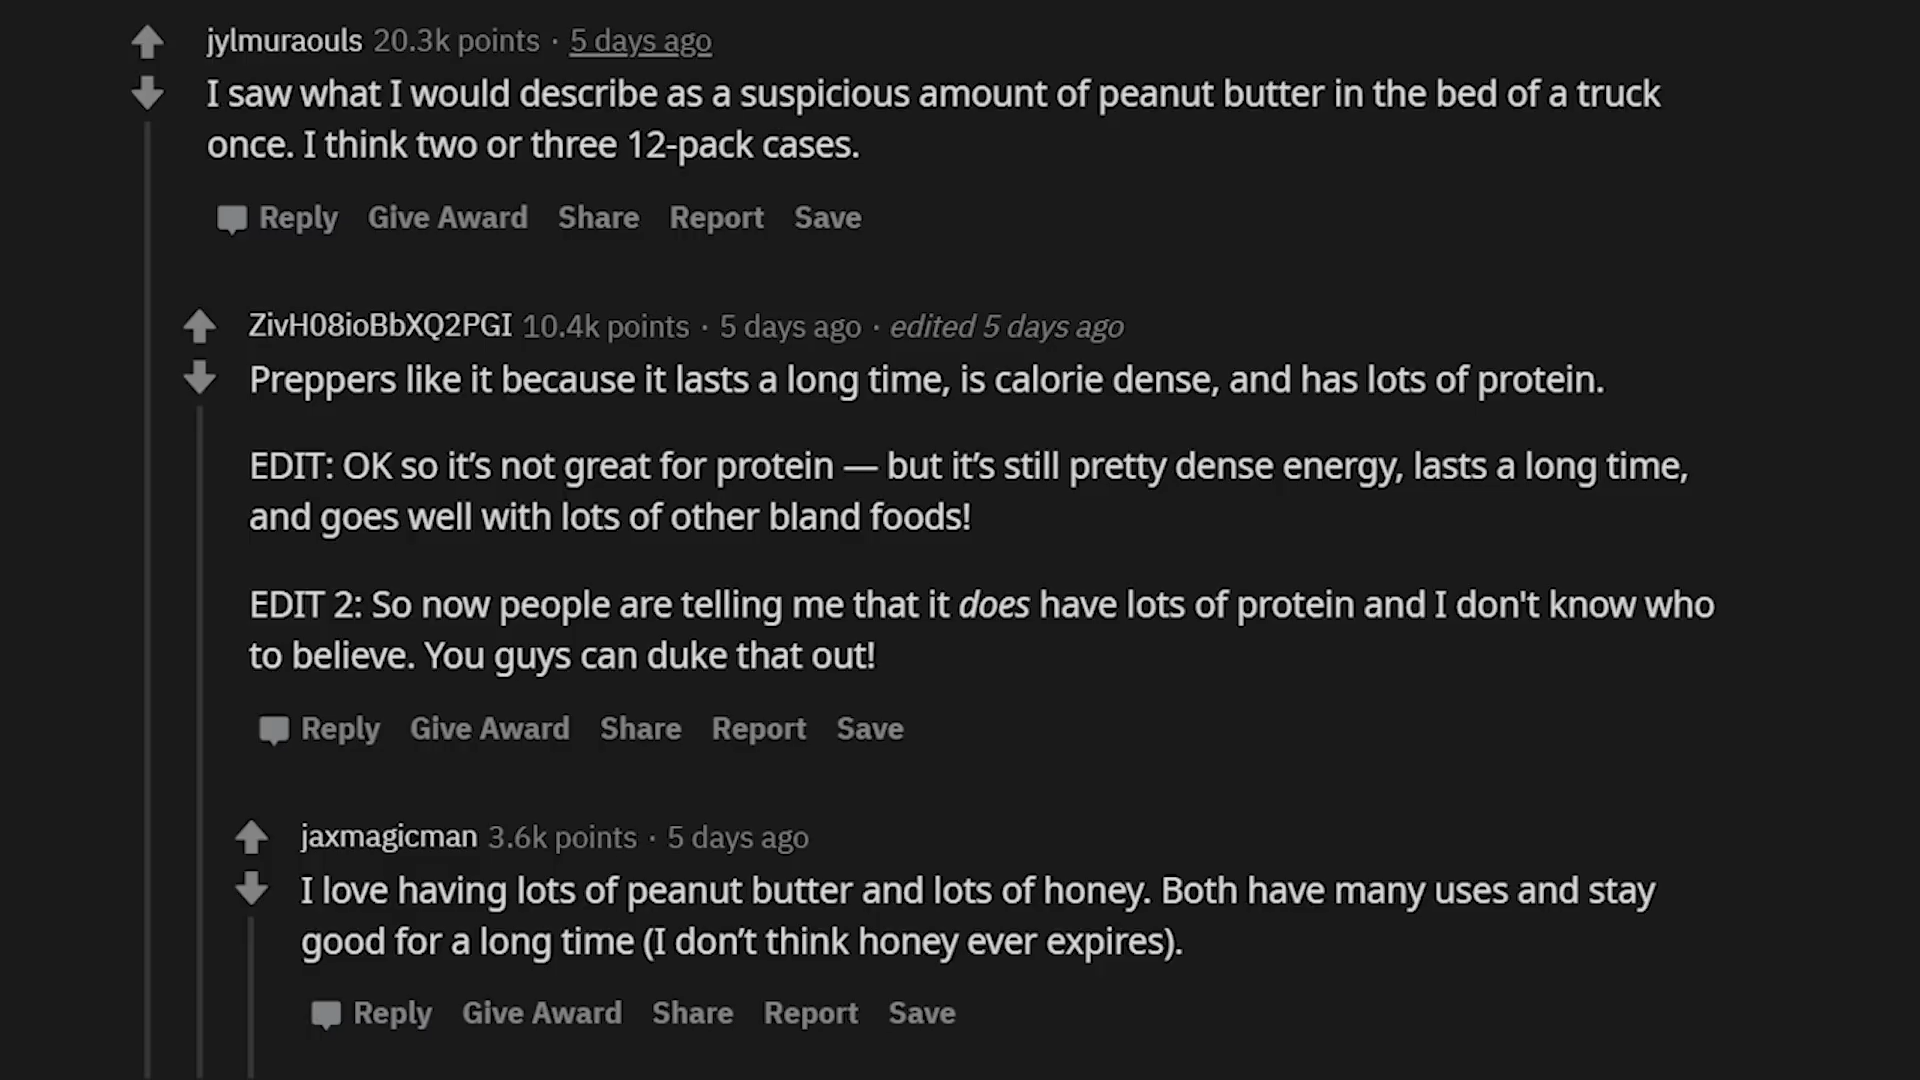 jylmuraouls 20.3k points · 5 days ago
I saw what I would describe as a suspicious amount of peanut butter in the bed of a truck
once. I think two or three 12-pack cases.
Reply Give Award Share Report Save
ZivH08ioBbXQ2PGI 10.4k points · 5 days ago · edited 5 days ago
Preppers like it because it lasts a long time, is calorie dense, and has lots of protein.
EDIT: OK so it’s not great for protein — but it’s still pretty dense energy, lasts a long time,
and goes well with lots of other bland foods!
EDIT 2: So now people are telling me that it does have lots of protein and I don't know who
to believe. You guys can duke that out!
Reply Give Award Share Report Save
jaxmagicman 3.6k points · 5 days ago
I love having lots of peanut butter and lots of honey. Both have many uses and stay
good for a long time (I don’t think honey ever expires).
Reply Give Award Share Report Save